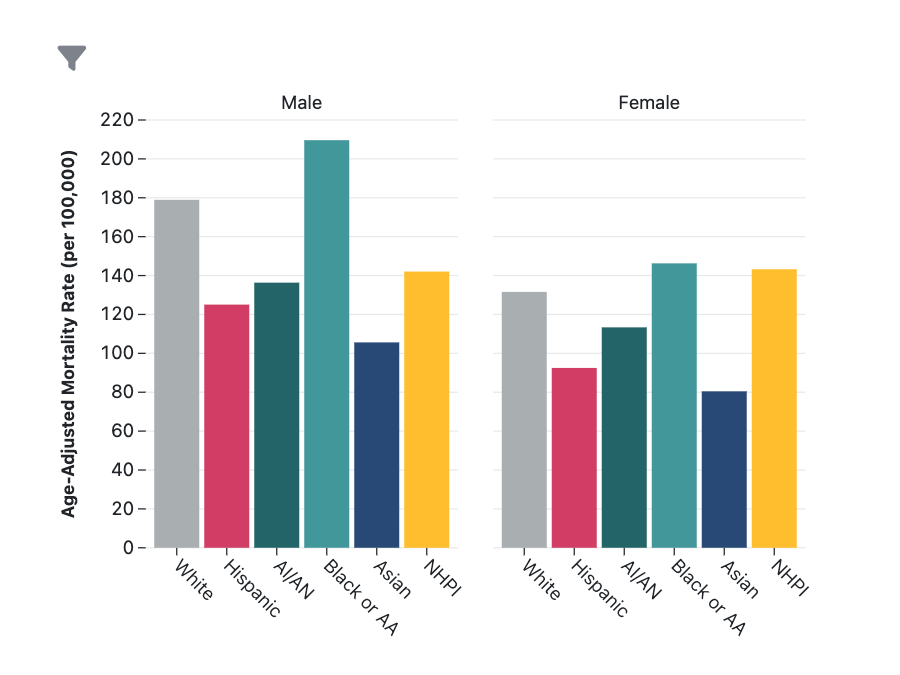 Male
Female
Age-Adjusted Mortality Rate (per 100,000)
220
200
180
160
140
120
100
80
60
40
20
0
White
Hispanic
AI/AN
Black or AA
Asian
NHPI
White
Hispanic
AI/AN
Black or AA
Asian
NHPI